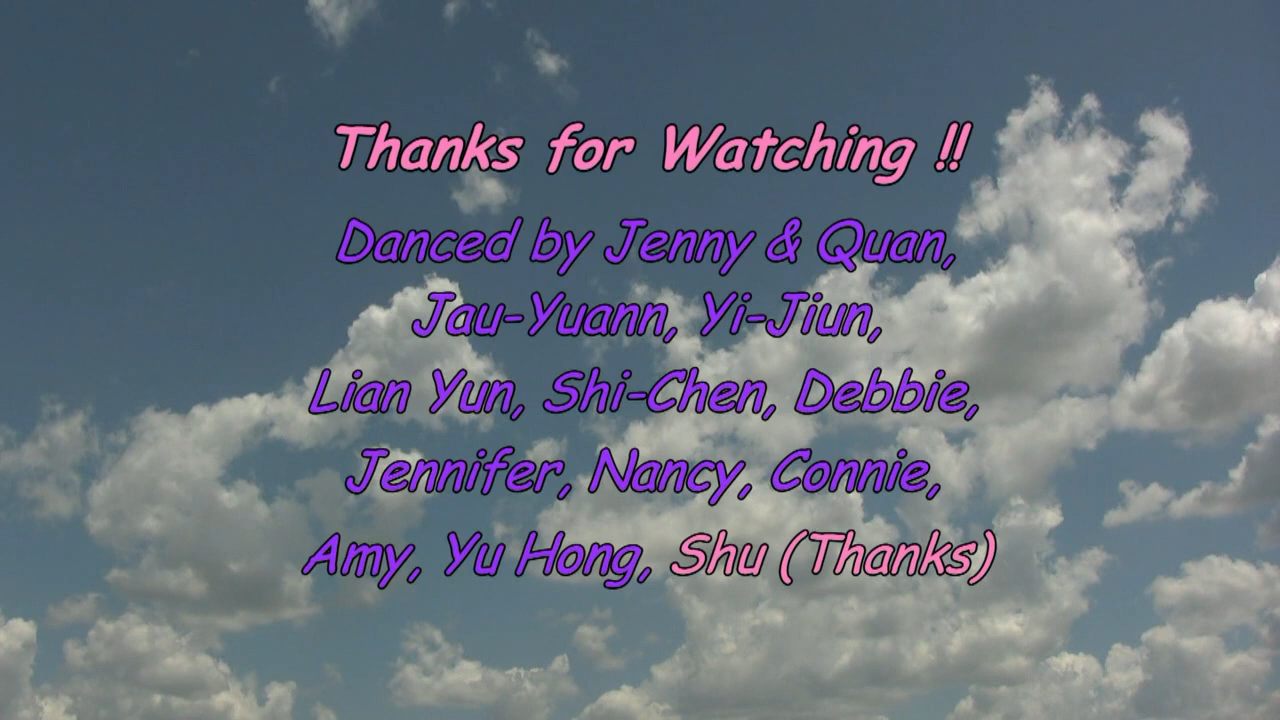 Thanks for Watching !!
Danced by Jenny & Quan,
Jau-Yuann, Yi-Jiun,
Lian Yun, Shi-Chen, Debbie,
Jennifer, Nancy, Connie,
Amy, Yu Hong, Shu (Thanks)